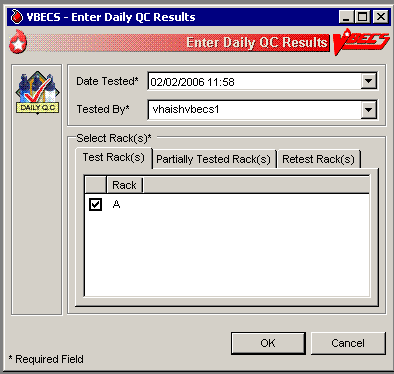 VBECS - Enter Daily QC Results
Enter Daily QC Results VBECS
DAILY Q.C
Date Tested* 02/02/2006 11:58
Tested By* vhaishvbecs1
Select Rack(s)*
Test Rack(s) Partially Tested Rack(s) Retest Rack(s)
Rack
A
OK Cancel
* Required Field